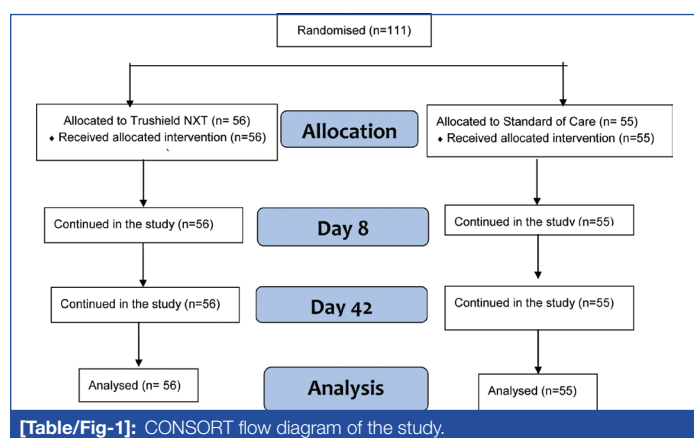 Randomised (n=111)
Allocated to Trushield NXT (n= 56)
♦ Received allocated intervention (n=56)
Allocation
Allocated to Standard of Care (n= 55)
♦ Received allocated intervention (n=55)
Continued in the study (n=56)
Day 8
Continued in the study (n=55)
Continued in the study (n=56)
Day 42
Continued in the study (n=55)
Analysed (n= 56)
Analysis
Analysed (n=55)
[Table/Fig-1]: CONSORT flow diagram of the study.